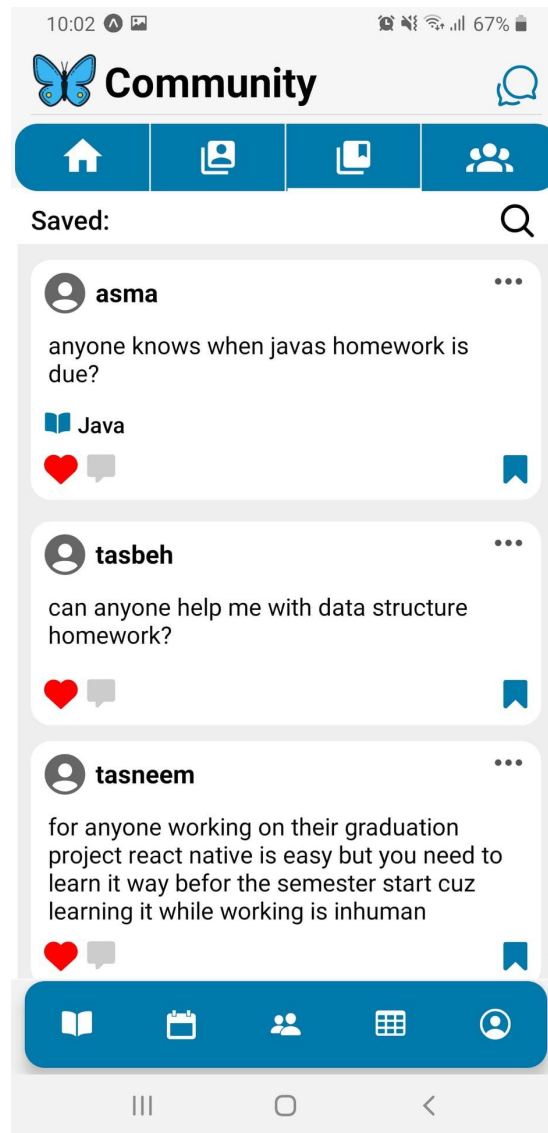 10:02 67%
Community
Saved:
asma
anyone knows when javas homework is
due?
Java
tasbeh
can anyone help me with data structure
homework?
tasneem
for anyone working on their graduation
project react native is easy but you need to
learn it way befor the semester start cuz
learning it while working is inhuman